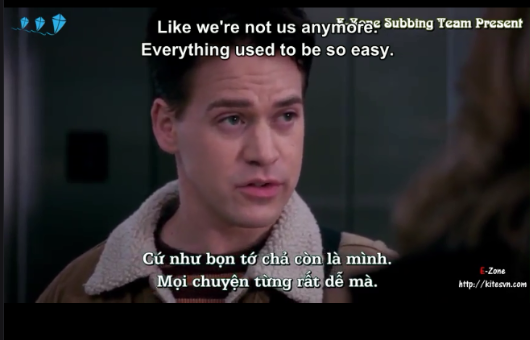 Like we're not us anymore.
E-Zone Subbing Team Present
Everything used to be so easy.
Cứ như bọn tớ chả còn là mình.
Mọi chuyện từng rất dễ mà.
E-Zone
http://kitesvn.com